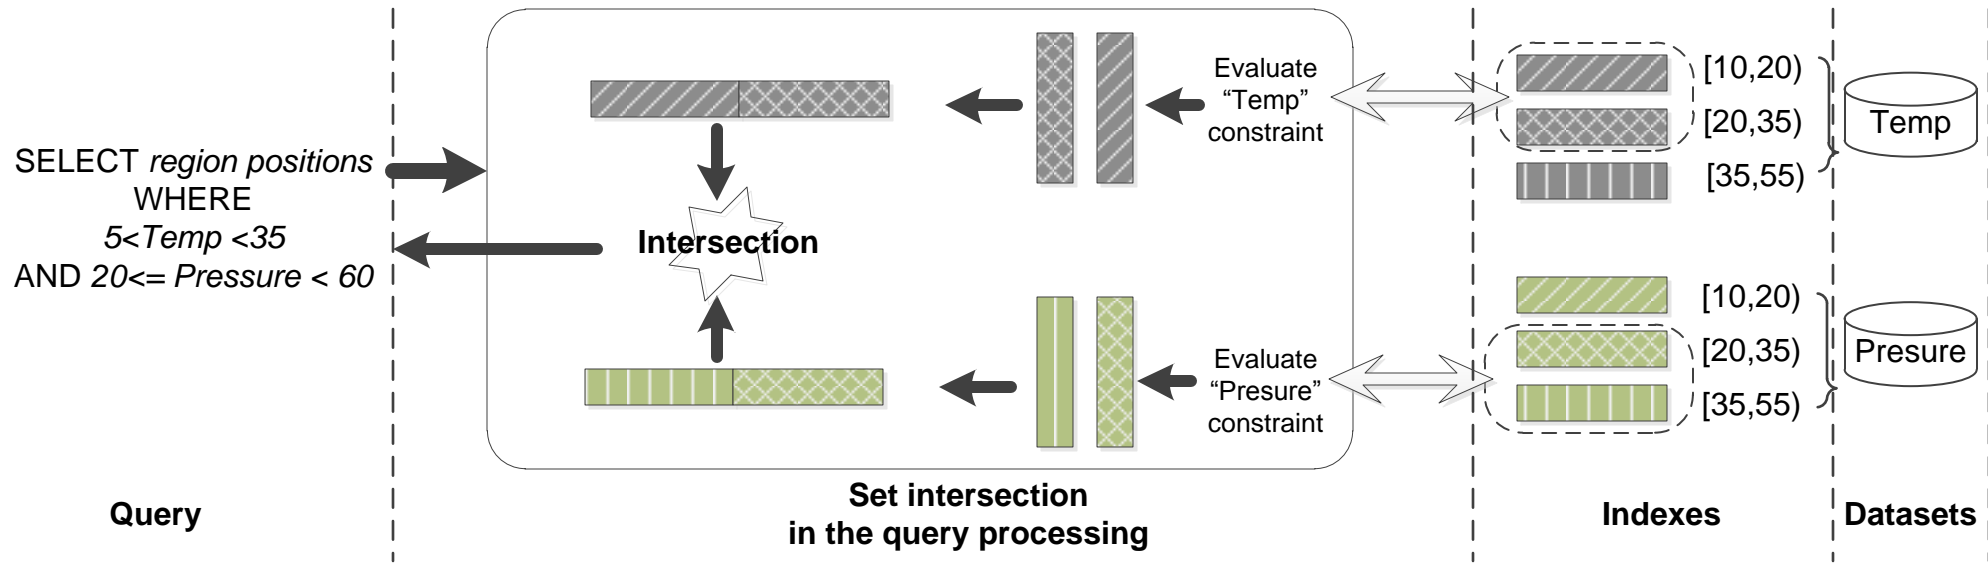 SELECT region positions
WHERE
5<Temp <35
AND 20<= Pressure < 60
Query
Intersection
Evaluate
“Temp”
constraint
Evaluate
“Presure”
constraint
Set intersection
in the query processing
[10,20)
[20,35)
[35,55)
[10,20)
[20,35)
[35,55)
Indexes
Temp
Presure
Datasets